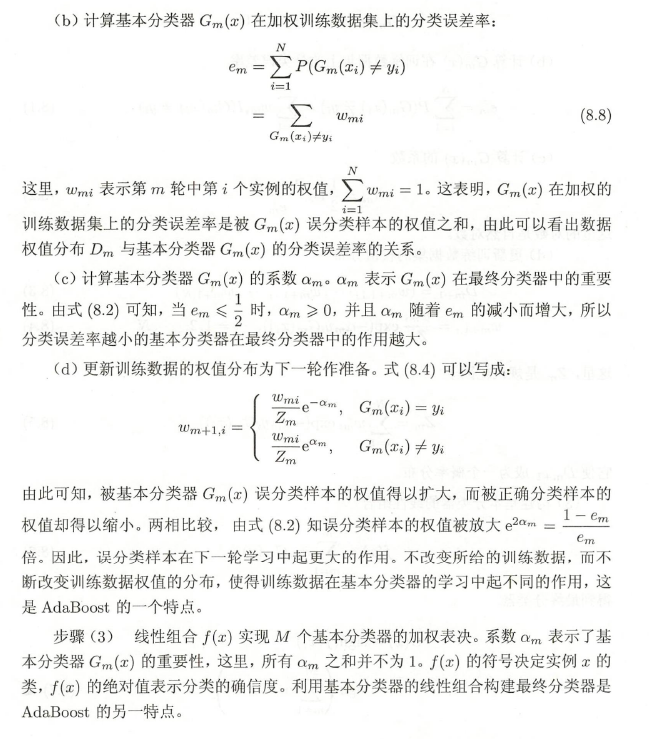 (b) 计算基本分类器 Gm(x) 在加权训练数据集上的分类误差率:
e_m = \sum_{i=1}^{N} P(G_m(x_i) ≠ y_i)
= \sum_{G_m(x_i)≠y_i} w_{mi} (8.8)
这里, w_{mi} 表示第 m 轮中第 i 个实例的权值, \sum_{i=1}^{N} w_{mi} = 1。这表明, G_m(x) 在加权的
训练数据集上的分类误差率是被 G_m(x) 误分类样本的权值之和, 由此可以看出数据
权值分布 D_m 与基本分类器 G_m(x) 的分类误差率的关系。
(c) 计算基本分类器 G_m(x) 的系数 α_m。α_m 表示 G_m(x) 在最终分类器中的重要
性。由式 (8.2) 可知, 当 e_m ⩽ \frac{1}{2} 时, α_m ⩾ 0, 并且 α_m 随着 e_m 的减小而增大, 所以
分类误差率越小的基本分类器在最终分类器中的作用越大。
(d) 更新训练数据的权值分布为下一轮作准备。式 (8.4) 可以写成:
w_{m+1,i} = { \frac{w_{mi}}{Z_m} e^{-α_m}, G_m(x_i) = y_i
\frac{w_{mi}}{Z_m} e^{α_m}, G_m(x_i) ≠ y_i
由此可知, 被基本分类器 G_m(x) 误分类样本的权值得以扩大, 而被正确分类样本的
权值却得以缩小。两相比较, 由式 (8.2) 知误分类样本的权值被放大 e^{2α_m} = \frac{1-e_m}{e_m}
倍。因此, 误分类样本在下一轮学习中起更大的作用。不改变所给的训练数据, 而不
断改变训练数据权值的分布, 使得训练数据在基本分类器的学习中起不同的作用, 这
是 AdaBoost 的一个特点。
步骤 (3) 线性组合 f(x) 实现 M 个基本分类器的加权表决。系数 α_m 表示了基
本分类器 G_m(x) 的重要性, 这里, 所有 α_m 之和并不为 1。f(x) 的符号决定实例 x 的
类, f(x) 的绝对值表示分类的确信度。利用基本分类器的线性组合构建最终分类器是
AdaBoost 的另一特点。